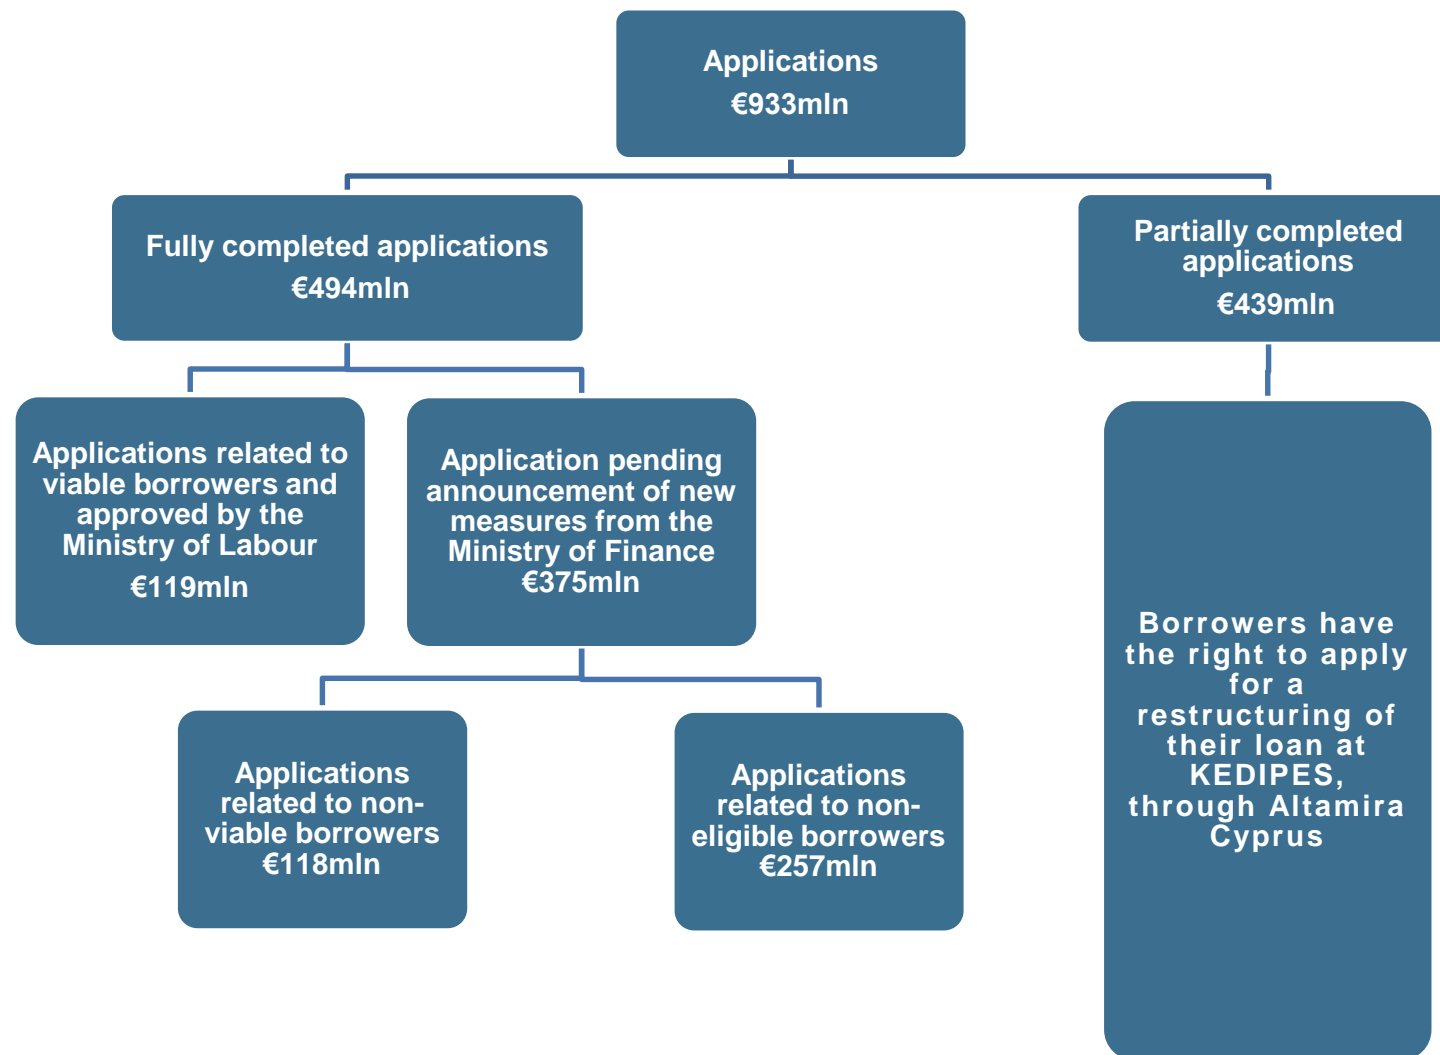 Applications
€933mln
Fully completed applications
€494mln
Partially completed
applications
€439mln
Applications related to
viable borrowers and
approved by the
Ministry of Labour
€119mln
Application pending
announcement of new
measures from the
Ministry of Finance
€375mln
Applications
related to non-
viable borrowers
€118mln
Applications
related to non-
eligible borrowers
€257mln
Borrowers have
the right to apply
for a
restructuring of
their loan at
KEDIPES,
through Altamira
Cyprus